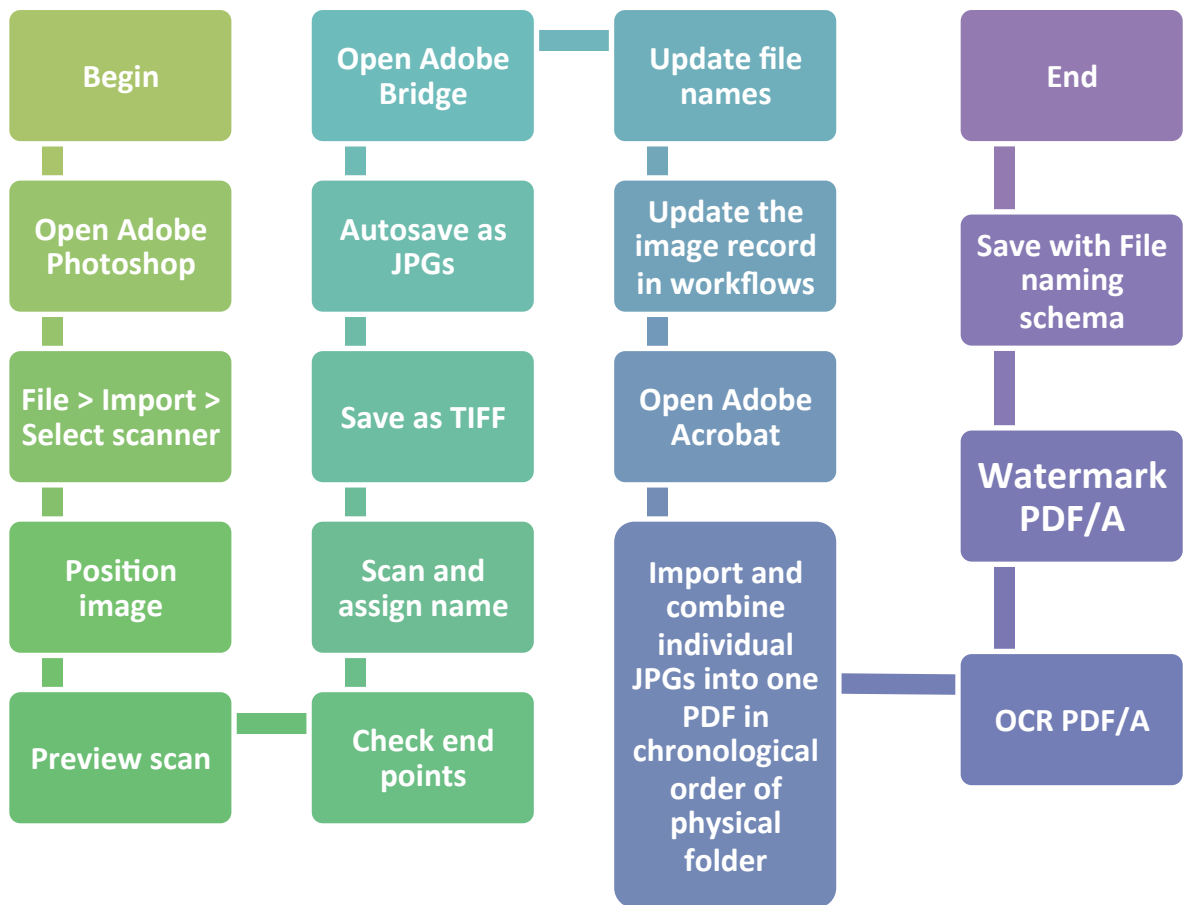 Begin
Open Adobe
Photoshop
File > Import >
Select scanner
Position
image
Preview scan
Check end
points
Scan and
assign name
Save as TIFF
Autosave as
JPGs
Open Adobe
Bridge
Update file
names
Update the
image record
in workflows
Open Adobe
Acrobat
Import and
combine
individual
JPGs into one
PDF in
chronological
order of
physical
folder
OCR PDF/A
Watermark
PDF/A
Save with File
naming
schema
End